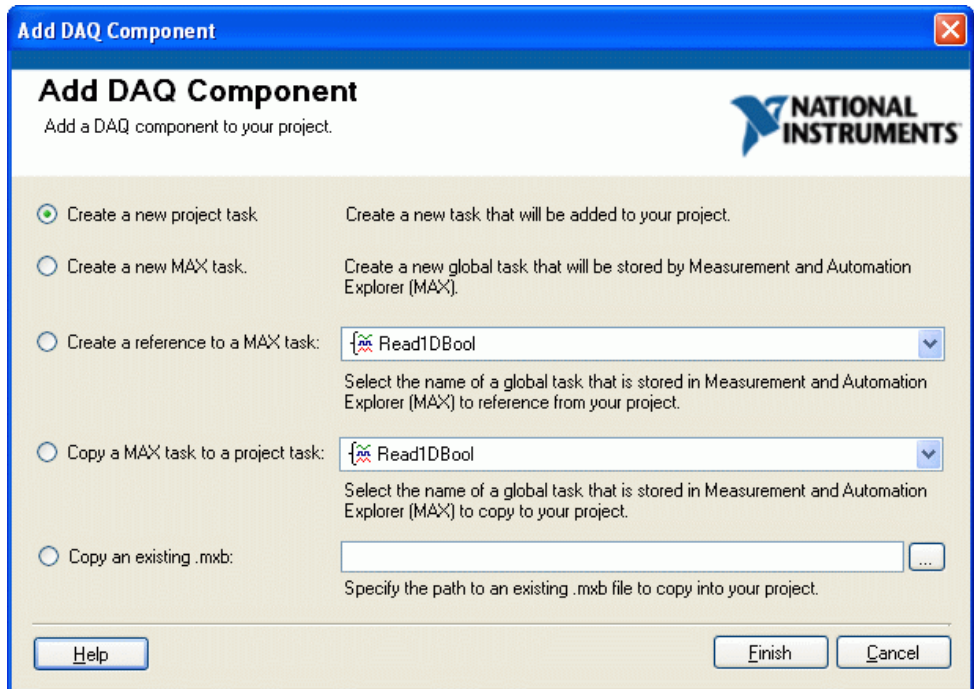 Add DAQ Component
Add DAQ Component
Add a DAQ component to your project.
NATIONAL
INSTRUMENTS
Create a new project task
Create a new task that will be added to your project.
Create a new MAX task.
Create a new global task that will be stored by Measurement and Automation
Explorer (MAX).
Create a reference to a MAX task:
Read1DBool
Select the name of a global task that is stored in Measurement and Automation
Explorer (MAX) to reference from your project.
Copy a MAX task to a project task:
Read1DBool
Select the name of a global task that is stored in Measurement and Automation
Explorer (MAX) to copy to your project.
Copy an existing .mxb:
...
Specify the path to an existing .mxb file to copy into your project.
Help
Finish
Cancel